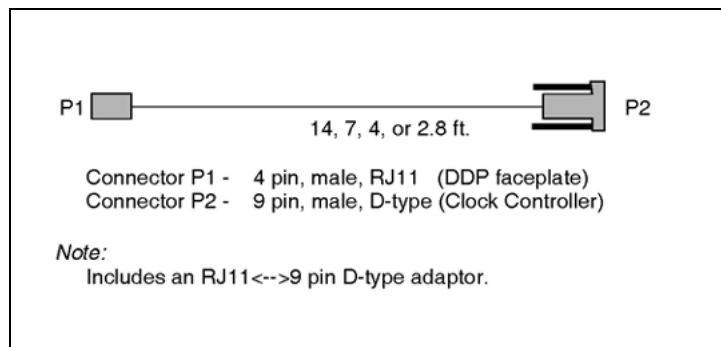 P1 P2
14, 7, 4, or 2.8 ft.
Connector P1 - 4 pin, male, RJ11 (DDP faceplate)
Connector P2 - 9 pin, male, D-type (Clock Controller)
Note:
Includes an RJ11<-->9 pin D-type adaptor.